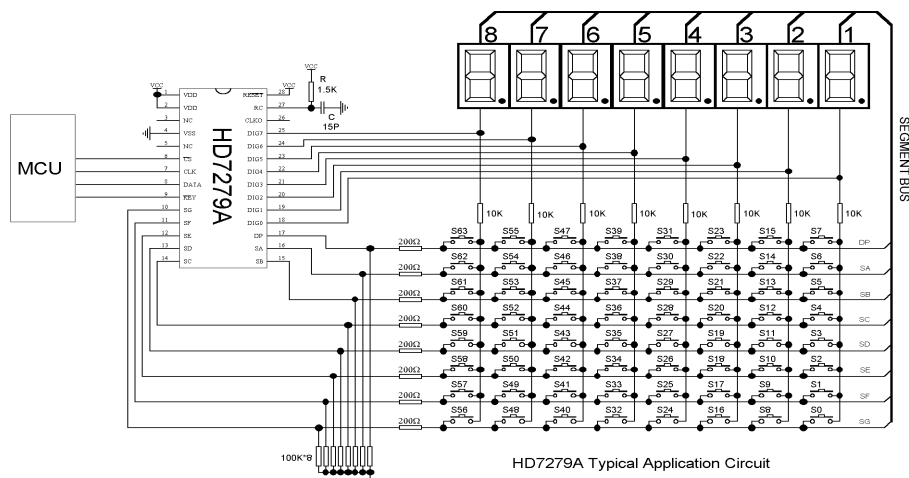 8 7 6 5 4 3 2 1
VCC
R
1.5K
C
15P
VCC
VCC
1 VDD
2 VDD
3 NC
4 VSS
5 NC
6 CS
7 CLK
8 DATA
9 KEY
10 SG
11 SF
12 SE
13 SD
14 SC
RESET 28
RC 27
CLKO 26
DIG7 25
DIG6 24
DIG5 23
DIG4 22
DIG3 21
DIG2 20
DIG1 19
DIG0 18
DP 17
SA 16
SB 15
HD7279A
MCU
SEGMENT BUS
10K 10K 10K 10K 10K 10K 10K 10K
200Ω S63 S55 S47 S39 S31 S23 S15 S7 DP
200Ω S62 S54 S46 S38 S30 S22 S14 S6 SA
200Ω S61 S53 S45 S37 S29 S21 S13 S5 SB
200Ω S60 S52 S44 S36 S28 S20 S12 S4 SC
200Ω S59 S51 S43 S35 S27 S19 S11 S3 SD
200Ω S58 S50 S42 S34 S26 S18 S10 S2 SE
200Ω S57 S49 S41 S33 S25 S17 S9 S1 SF
200Ω S56 S48 S40 S32 S24 S16 S8 S0 SG
100K*8
HD7279A Typical Application Circuit